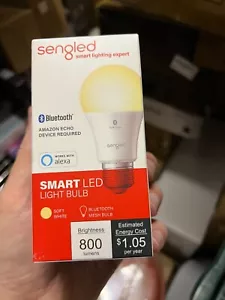 sengled
smart lighting expert
Bluetooth®
AMAZON ECHO
DEVICE REQUIRED
WORKS WITH
alexa
sengled
SMART LED
LIGHT BULB
SOFT
WHITE
BLUETOOTH
MESH BULB
Brightness
800
lumens
Estimated
Energy Cost
$1.05
per year